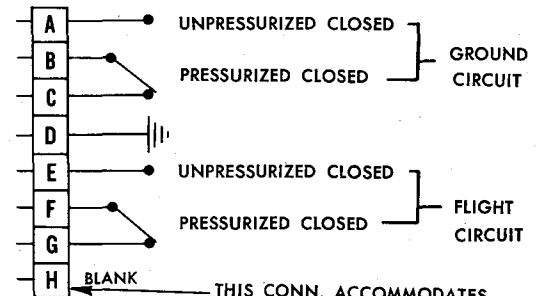 A UNPRESSURIZED CLOSED
B
PRESSURIZED CLOSED
GROUND CIRCUIT
C
D
E UNPRESSURIZED CLOSED
F
PRESSURIZED CLOSED
FLIGHT CIRCUIT
G
H BLANK
THIS CONN. ACCOMMODATES